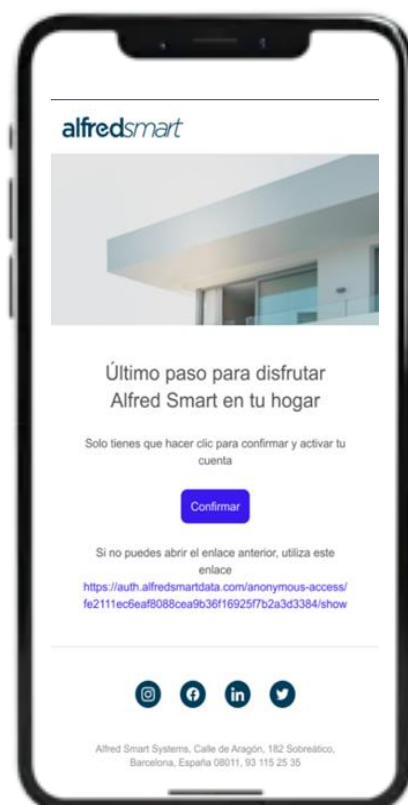 alfredsmart
Último paso para disfrutar
Alfred Smart en tu hogar
Solo tienes que hacer clic para confirmar y activar tu
cuenta
Confirmar
Si no puedes abrir el enlace anterior, utiliza este
enlace
https://auth.alfredsmartdata.com/anonymous-access/
fe2111ec6eaf8088cea9b36f16925f7b2a3d3384/show
Alfred Smart Systems, Calle de Aragón, 182 Sobreático,
Barcelona, España 08011, 93 115 25 35